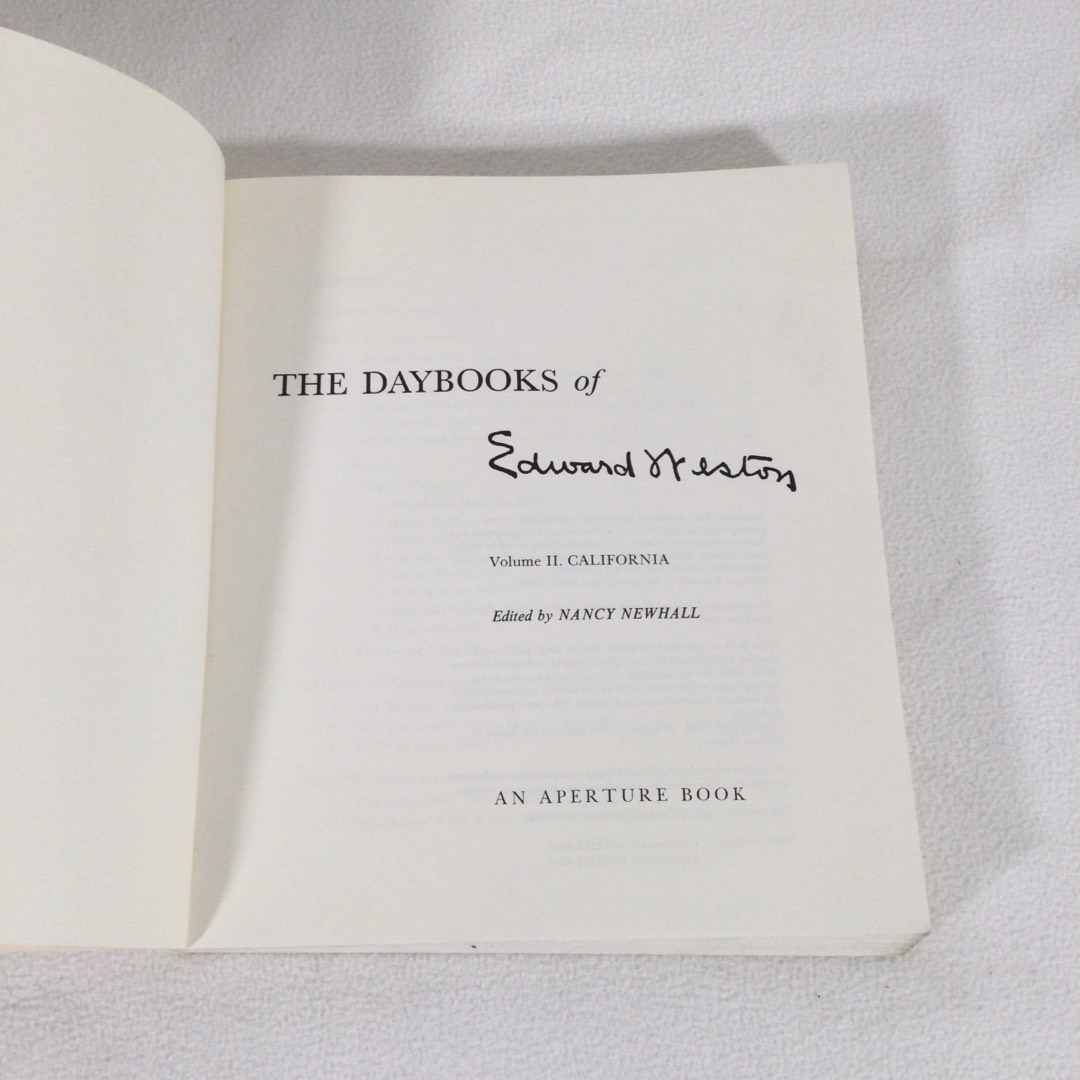 THE DAYBOOKS of
Edward Weston
Volume II. CALIFORNIA
Edited by NANCY NEWHALL
AN APERTURE BOOK